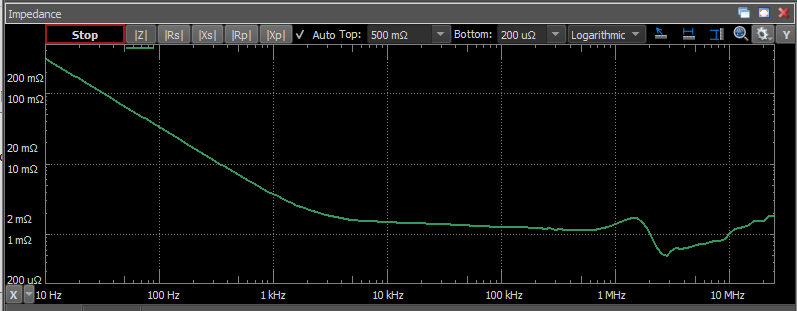 Impedance
Stop |Z| |Rs| |Xs| |Rp| |Xp| ✓ Auto Top: 500 mΩ Bottom: 200 uΩ Logarithmic Y
200 mΩ
100 mΩ
20 mΩ
10 mΩ
2 mΩ
1 mΩ
200 uΩ
X 10 Hz 100 Hz 1 kHz 10 kHz 100 kHz 1 MHz 10 MHz